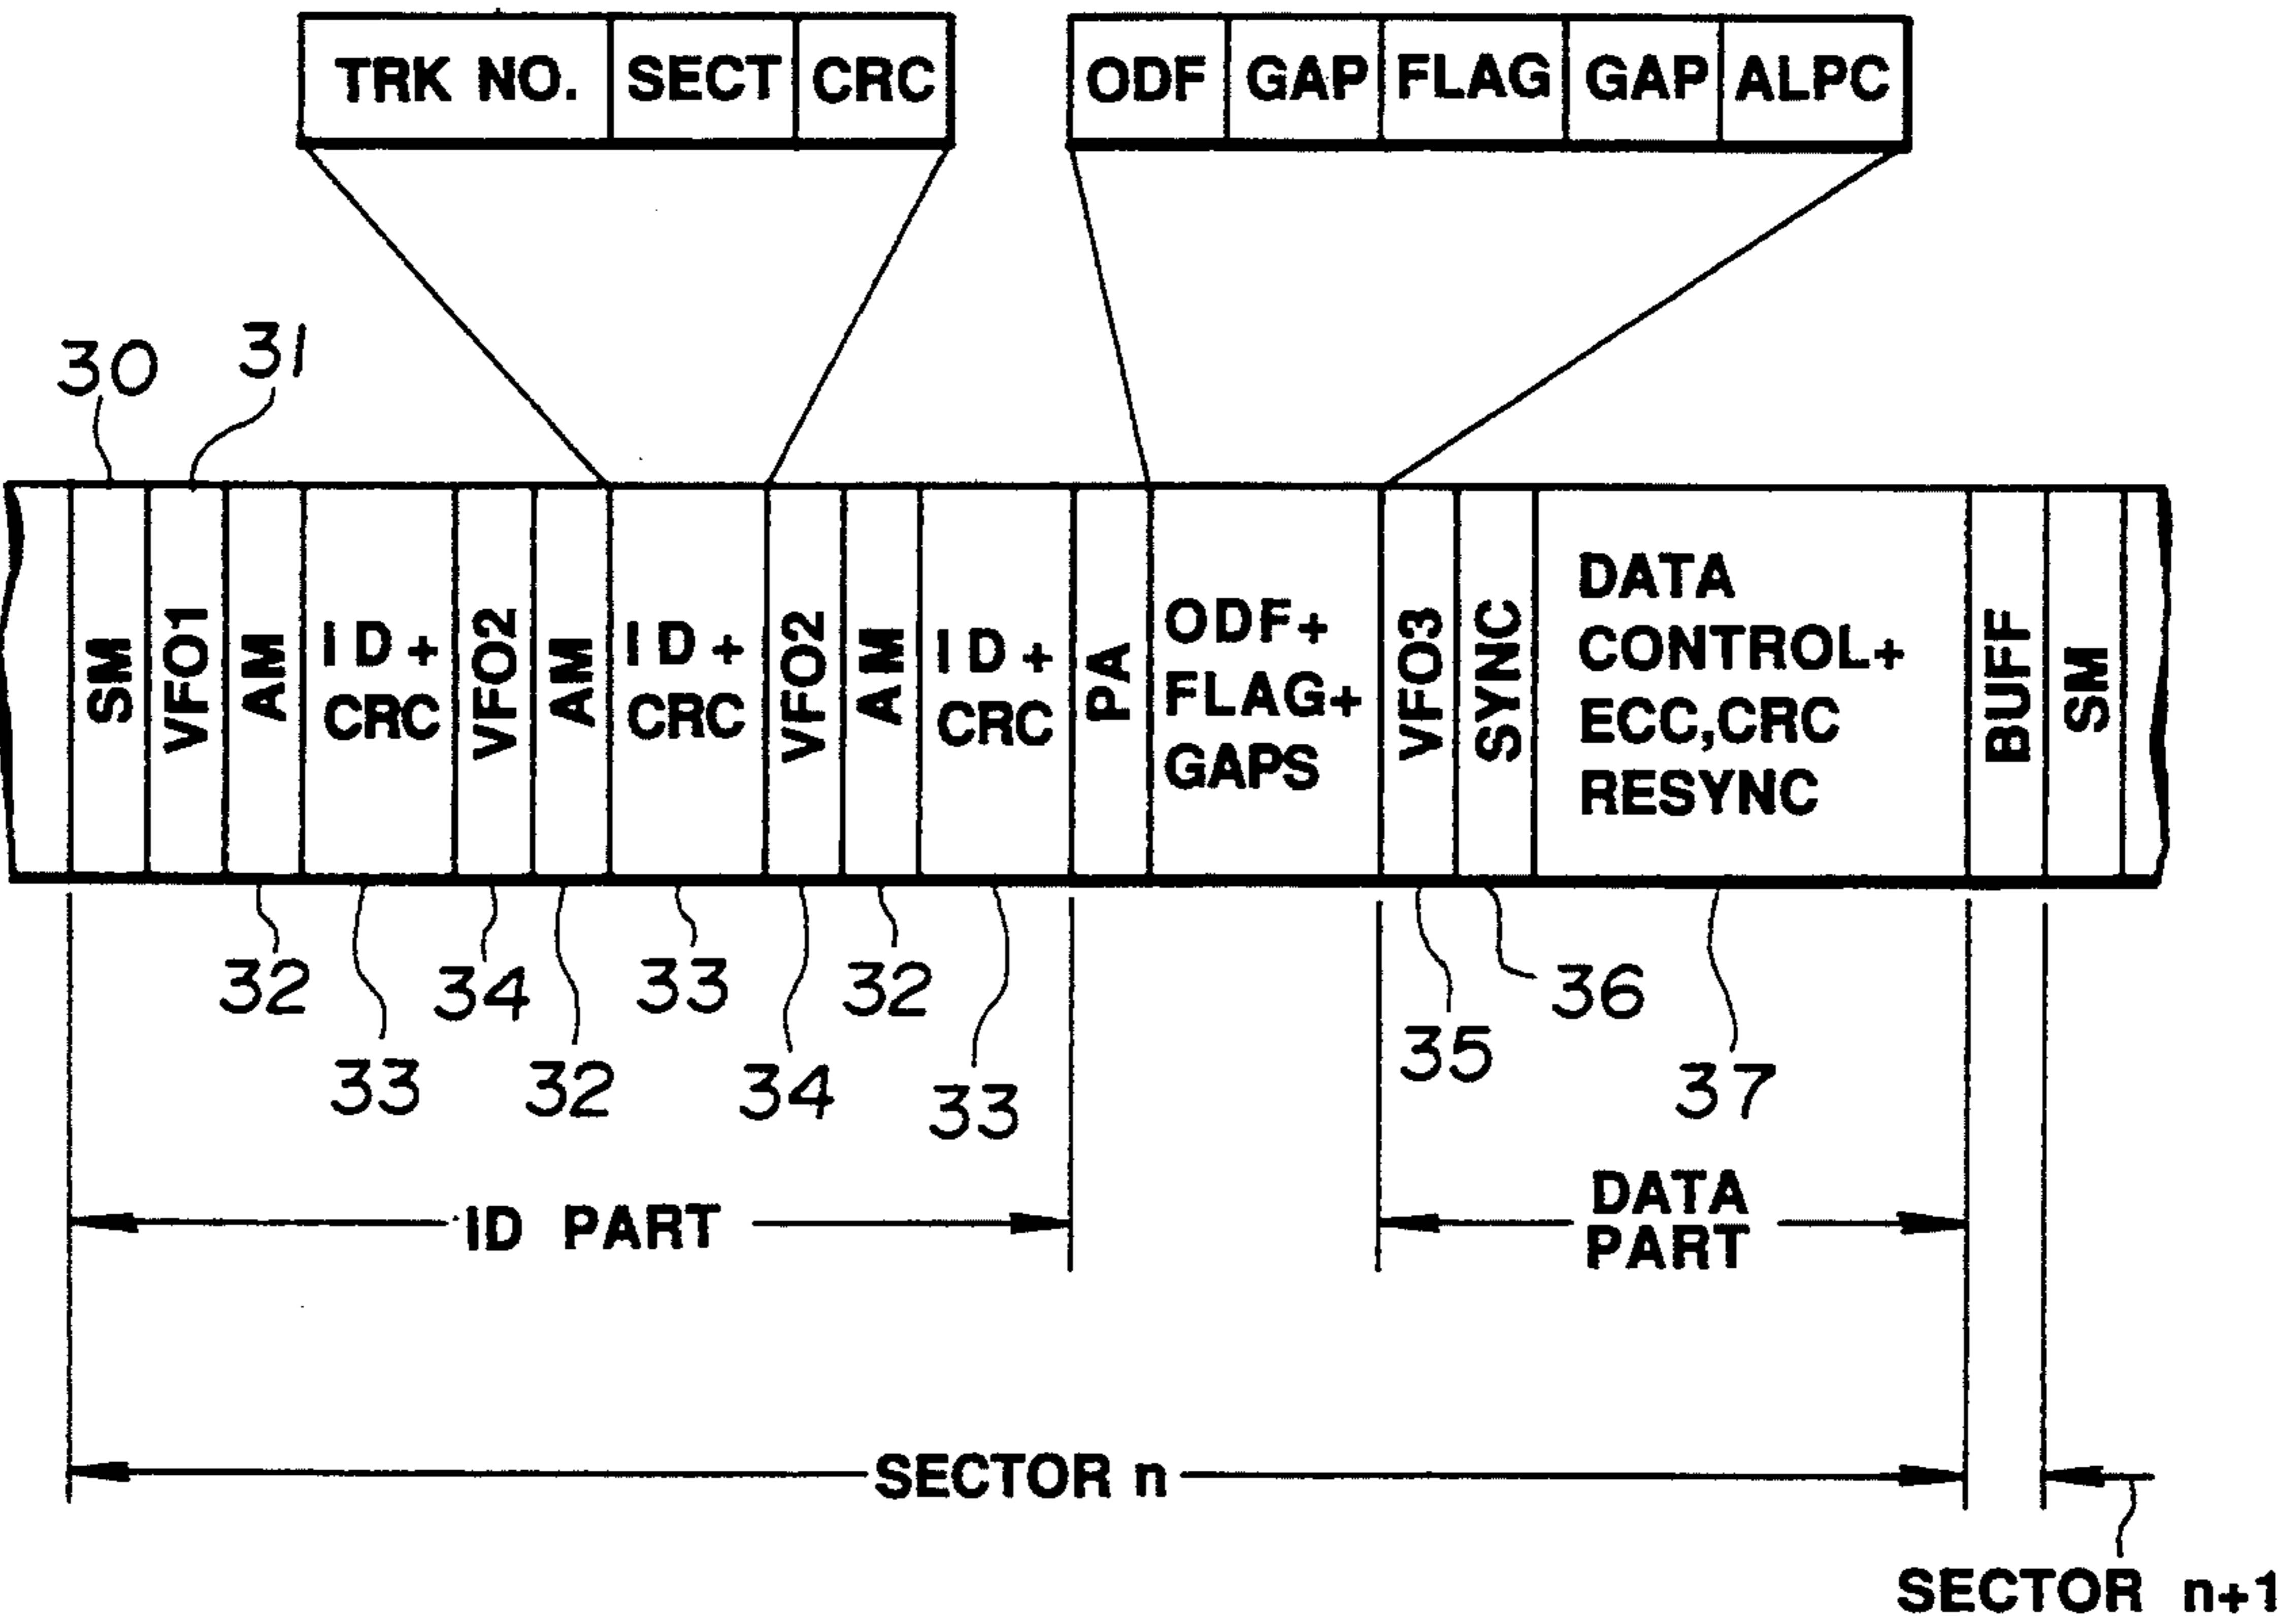 TRK NO. SECT CRC
ODF GAP FLAG GAP ALPC
30
31
SM
VFO1
AM
ID+
CRC
VFO2
AM
ID+
CRC
VFO2
AM
ID+
CRC
PA
ODF+
FLAG+
GAPS
VFO3
SYNC
DATA
CONTROL+
ECC,CRC
RESYNC
BUFF
SM
32
33
34
32
33
34
32
33
35
36
37
ID PART
DATA
PART
SECTOR n
SECTOR n+1